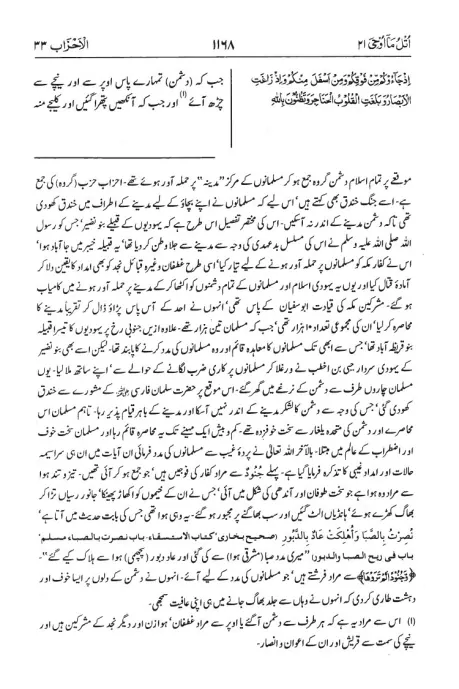 اتل ما اوحی ۲۱
۱۱۶۸
الاحزاب ۳۳
اِذْ جَآءُوْكُمْ مِّنْ فَوْقِكُمْ وَمِنْ اَسْفَلَ مِنْكُمْ وَاِذْ زَاغَتِ
الْاَبْصَارُ وَبَلَغَتِ الْقُلُوْبُ الْحَنَاجِرَ وَتَظُنُّوْنَ بِاللّٰهِ
جب کہ (دشمن) تمہارے پاس اوپر سے اور نیچے سے
چڑھ آئے (۱) اور جب کہ آنکھیں پتھرا گئیں اور کلیجے منہ
موقعے پر تمام اسلام دشمن گروہ جمع ہو کر مسلمانوں کے مرکز "مدینہ" پر حملہ آور ہوئے تھے۔ احزاب حزب (گروہ) کی جمع
ہے۔ اسے جنگ خندق بھی کہتے ہیں' اس لیے کہ مسلمانوں نے اپنے بچاؤ کے لیے مدینے کے اطراف میں خندق کھودی
تھی تاکہ دشمن مدینے کے اندر نہ آسکیں۔ اس کی مختصر تفصیل اس طرح ہے کہ یہودیوں کے قبیلے بنو نضیر' جس کو رسول
اللہ صلی اللہ علیہ وسلم نے اس کی مسلسل بدعہدی کی وجہ سے مدینے سے جلا وطن کر دیا تھا' یہ قبیلہ خیبر میں جا آباد ہوا'
اس نے کفار مکہ کو مسلمانوں پر حملہ آور ہونے کے لیے تیار کیا' اسی طرح غطفان وغیرہ قبائل نجد کو بھی امداد کا یقین دلا کر
آمادۂ قتال کیا اور یوں یہ یہودی اسلام اور مسلمانوں کے تمام دشمنوں کو اکٹھا کر کے مدینے پر حملہ آور ہونے میں کامیاب
ہو گئے۔ مشرکین مکہ کی قیادت ابوسفیان کے پاس تھی' انہوں نے احد کے آس پاس پڑاؤ ڈال کر تقریباً مدینے کا
محاصرہ کر لیا' ان کی مجموعی تعداد ۱۰ ہزار تھی' جب کہ مسلمان تین ہزار تھے۔ علاوہ ازیں جنوبی رخ پر یہودیوں کا تیسرا قبیلہ
بنو قریظہ آباد تھا' جس سے ابھی تک مسلمانوں کا معاہدہ قائم اور وہ مسلمانوں کی مدد کرنے کا پابند تھا۔ لیکن اسے بھی بنو نضیر
کے یہودی سردار حیی بن اخطب نے ورغلا کر مسلمانوں پر کاری ضرب لگانے کے حوالے سے' اپنے ساتھ ملا لیا۔ یوں
مسلمان چاروں طرف سے دشمن کے نرغے میں گھر گئے۔ اس موقع پر حضرت سلمان فارسی رضی اللہ عنہ کے مشورے سے خندق
کھودی گئی' جس کی وجہ سے دشمن کا لشکر مدینے کے اندر نہیں آسکا اور مدینے کے باہر قیام پذیر رہا۔ تاہم مسلمان اس
محاصرے اور دشمن کی متحدہ یلغار سے سخت خوفزدہ تھے۔ کم و بیش ایک مہینے تک یہ محاصرہ قائم رہا اور مسلمان سخت خوف
اور اضطراب کے عالم میں مبتلا۔ بالآخر اللہ تعالیٰ نے پردۂ غیب سے مسلمانوں کی مدد فرمائی ان آیات میں ان ہی سراسیمہ
حالات اور امداد غیبی کا تذکرہ فرمایا گیا ہے۔ پہلے جُنُودٌ سے مراد کفار کی فوجیں ہیں' جو جمع ہو کر آئی تھیں۔ تیز و تند ہوا
سے مراد وہ ہوا ہے جو سخت طوفان اور آندھی کی شکل میں آئی' جس نے ان کے خیموں کو اکھاڑ پھینکا' جانور رسیاں تڑا کر
بھاگ کھڑے ہوئے' ہانڈیاں الٹ گئیں اور سب بھاگنے پر مجبور ہو گئے۔ یہ وہی ہوا تھی' جس کی بابت حدیث میں آتا ہے'
نُصِرْتُ بِالصَّبَا وَأُهْلِكَتْ عَادٌ بِالدَّبُورِ (صحیح بخاری' کتاب الاستسقاء' باب نصرت بالصبا' مسلم'
باب فی ریح الصبا والدبور) "میری مدد صبا (مشرقی ہوا) سے کی گئی اور عاد دبور (پچھمی) ہوا سے ہلاک کیے گئے"۔
﴿وَّجُنُوْدًا لَّمْ تَرَوْهَا﴾ سے مراد فرشتے ہیں' جو مسلمانوں کی مدد کے لیے آئے۔ انہوں نے دشمن کے دلوں پر ایسا خوف اور
دہشت طاری کر دی کہ انہوں نے وہاں سے جلد بھاگ جانے میں ہی اپنی عافیت سمجھی۔
(۱) اس سے مراد یہ ہے کہ ہر طرف سے دشمن آگئے یا اوپر سے مراد غطفان' ہوازن اور دیگر نجد کے مشرکین ہیں اور
نیچے کی سمت سے قریش اور ان کے اعوان و انصار۔